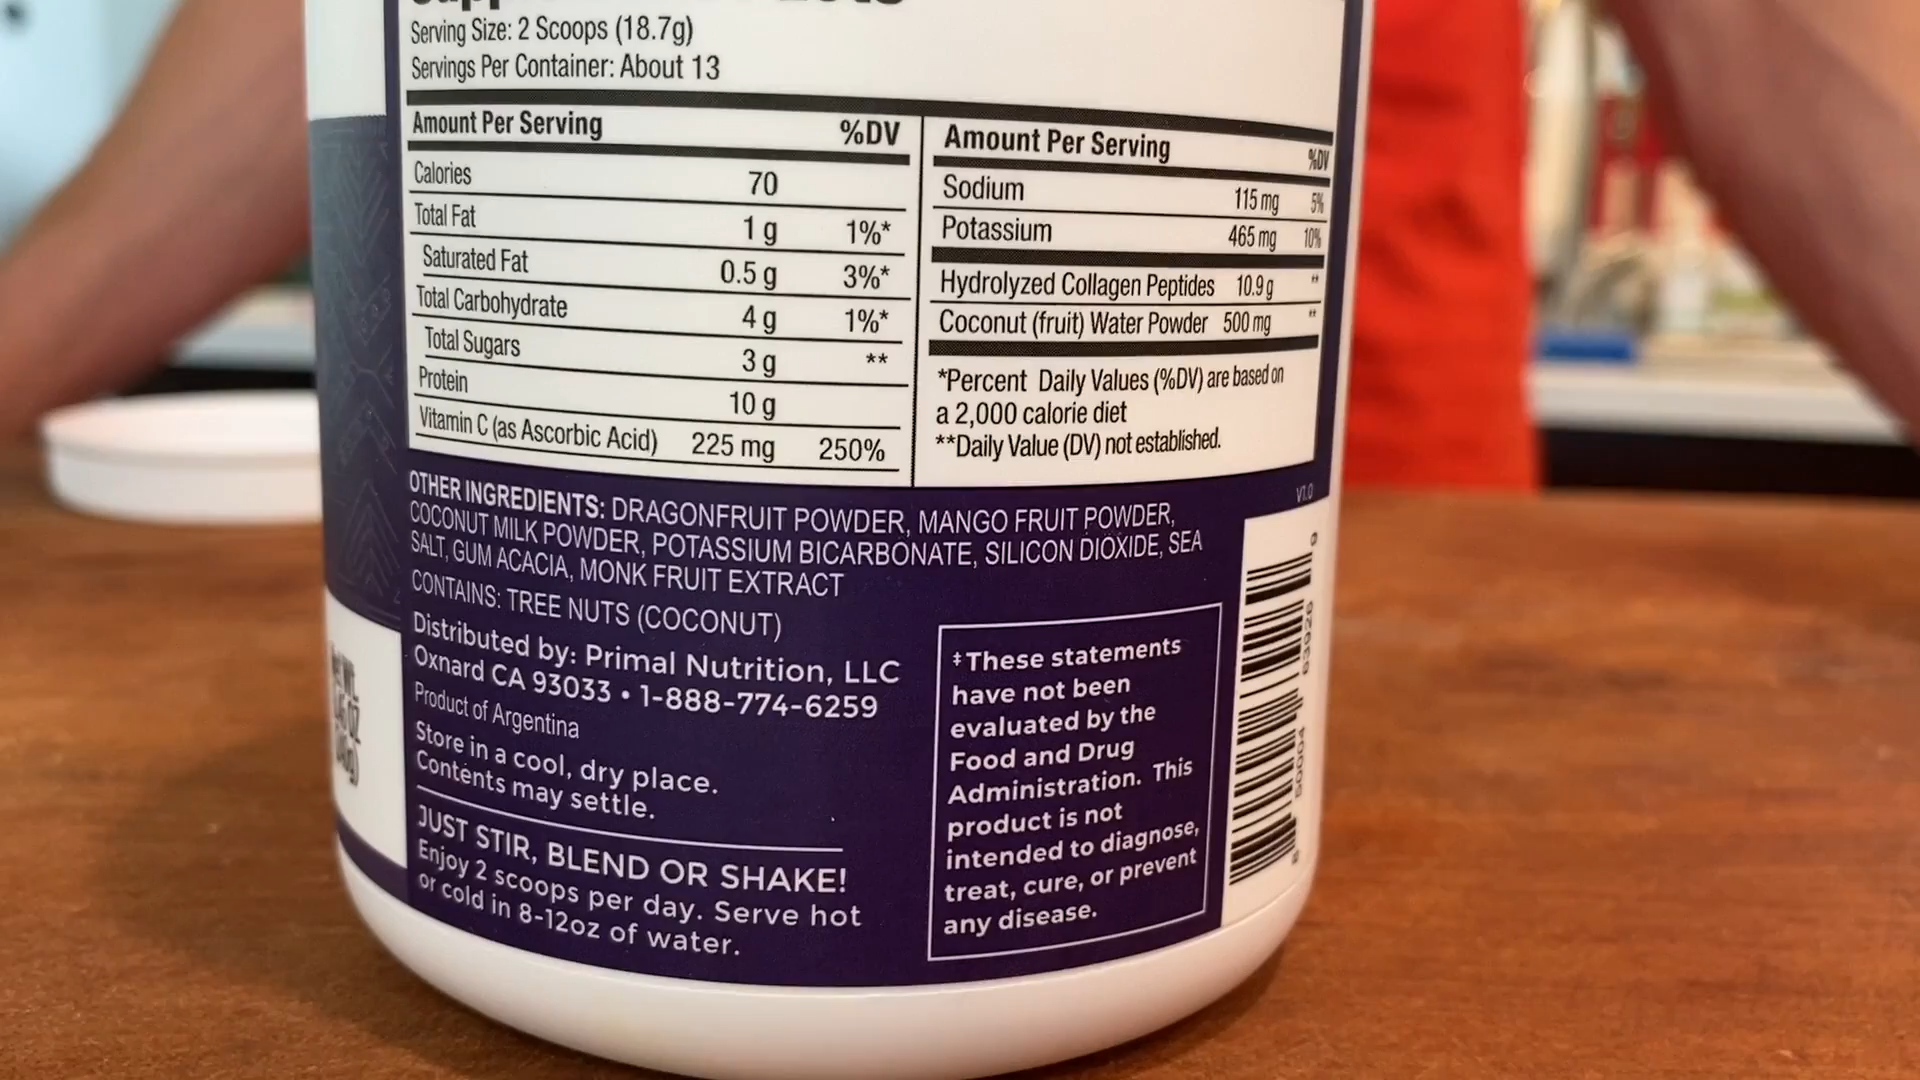 Serving Size: 2 Scoops (18.7g)
Servings Per Container: About 13
Amount Per Serving %DV
Calories 70
Total Fat 1 g 1%*
Saturated Fat 0.5 g 3%*
Total Carbohydrate 4 g 1%*
Total Sugars 3 g **
Protein 10 g
Vitamin C (as Ascorbic Acid) 225 mg 250%
Amount Per Serving %DV
Sodium 115 mg 5%
Potassium 465 mg 10%
Hydrolyzed Collagen Peptides 10.9 g **
Coconut (fruit) Water Powder 500 mg **
*Percent Daily Values (%DV) are based on
a 2,000 calorie diet
**Daily Value (DV) not established.
V1.0
OTHER INGREDIENTS: DRAGONFRUIT POWDER, MANGO FRUIT POWDER,
COCONUT MILK POWDER, POTASSIUM BICARBONATE, SILICON DIOXIDE, SEA
SALT, GUM ACACIA, MONK FRUIT EXTRACT
CONTAINS: TREE NUTS (COCONUT)
Distributed by: Primal Nutrition, LLC
Oxnard CA 93033 • 1-888-774-6259
Product of Argentina
Store in a cool, dry place.
Contents may settle.
JUST STIR, BLEND OR SHAKE!
Enjoy 2 scoops per day. Serve hot
or cold in 8-12oz of water.
‡These statements
have not been
evaluated by the
Food and Drug
Administration. This
product is not
intended to diagnose,
treat, cure, or prevent
any disease.